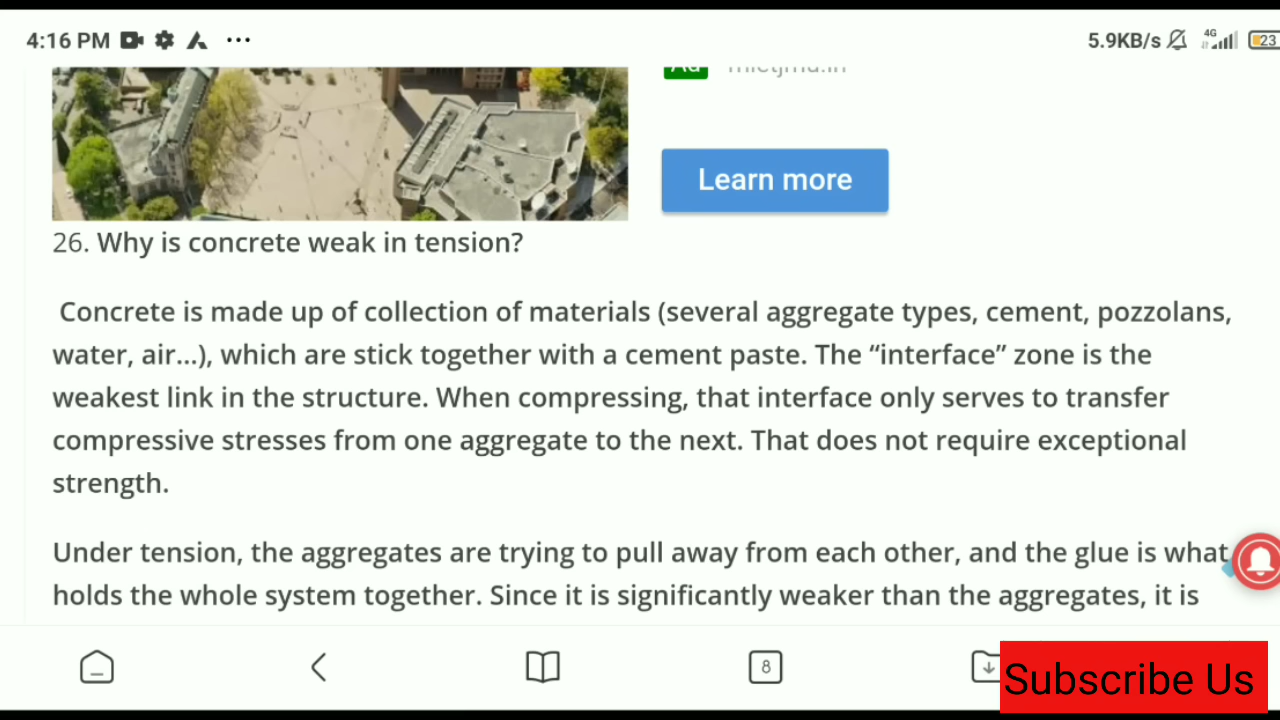 4:16 PM ... 5.9KB/s 4G 23
Ad
Learn more
26. Why is concrete weak in tension?
Concrete is made up of collection of materials (several aggregate types, cement, pozzolans,
water, air...), which are stick together with a cement paste. The “interface” zone is the
weakest link in the structure. When compressing, that interface only serves to transfer
compressive stresses from one aggregate to the next. That does not require exceptional
strength.
Under tension, the aggregates are trying to pull away from each other, and the glue is what
holds the whole system together. Since it is significantly weaker than the aggregates, it is
8
Subscribe Us